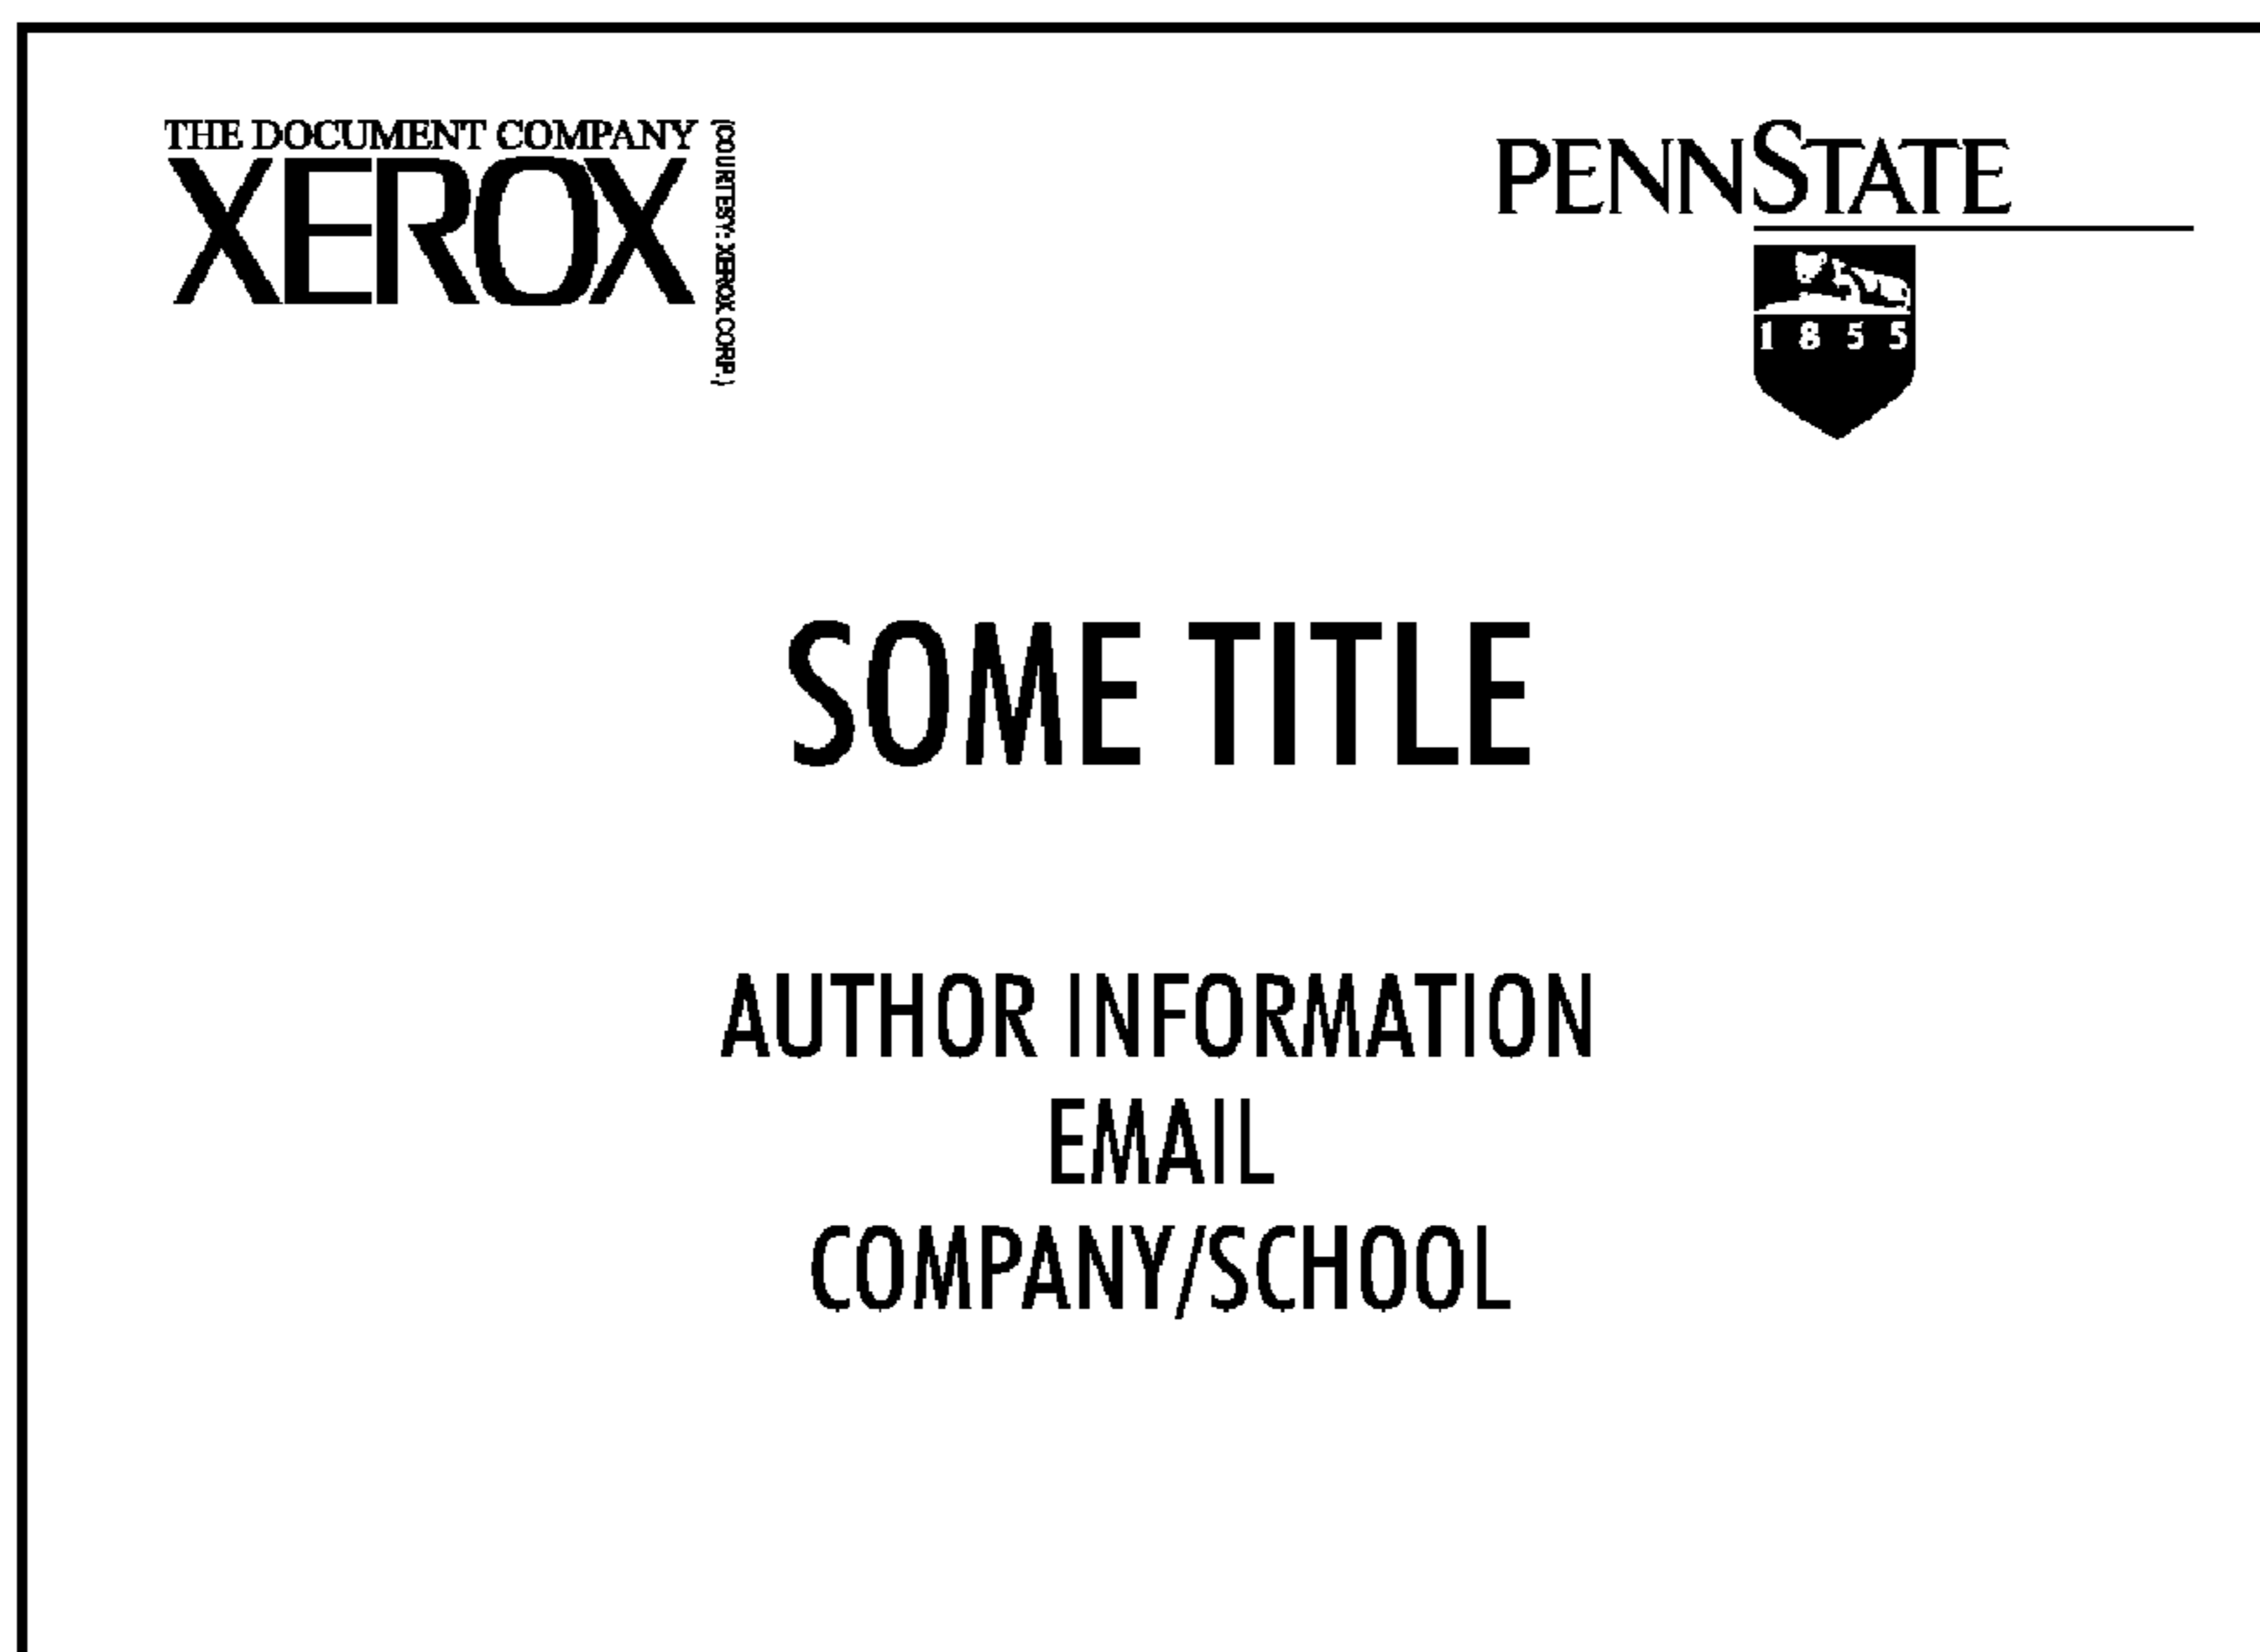 THE DOCUMENT COMPANY
XEROX
(COURTESY: XEROX CORP.)
PENNSTATE
1855
SOME TITLE
AUTHOR INFORMATION
EMAIL
COMPANY/SCHOOL